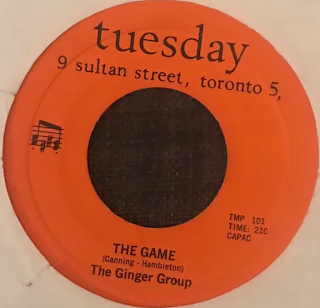 tuesday
9 sultan street, toronto 5,
TMP 101
TIME: 210
CAPAC
THE GAME
(Canning - Hambleton)
The Ginger Group